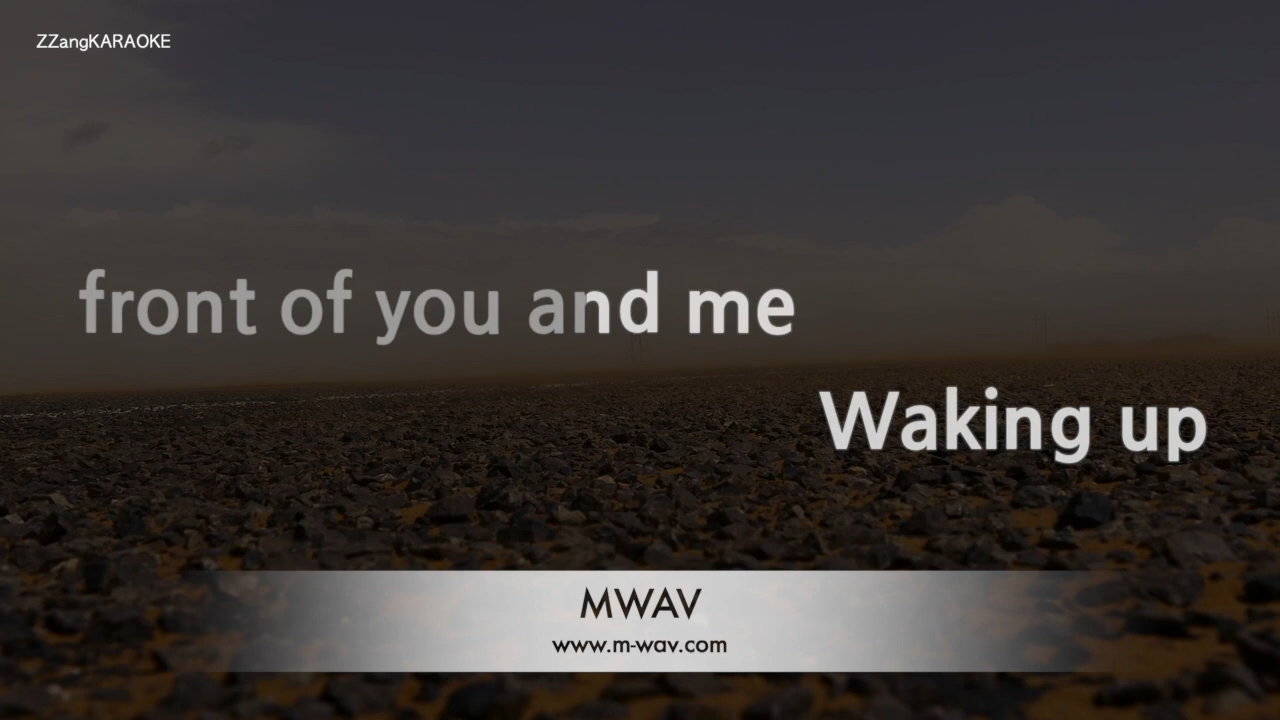 ZZangKARAOKE
front of you and me
Waking up
MWAV
www.m-wav.com